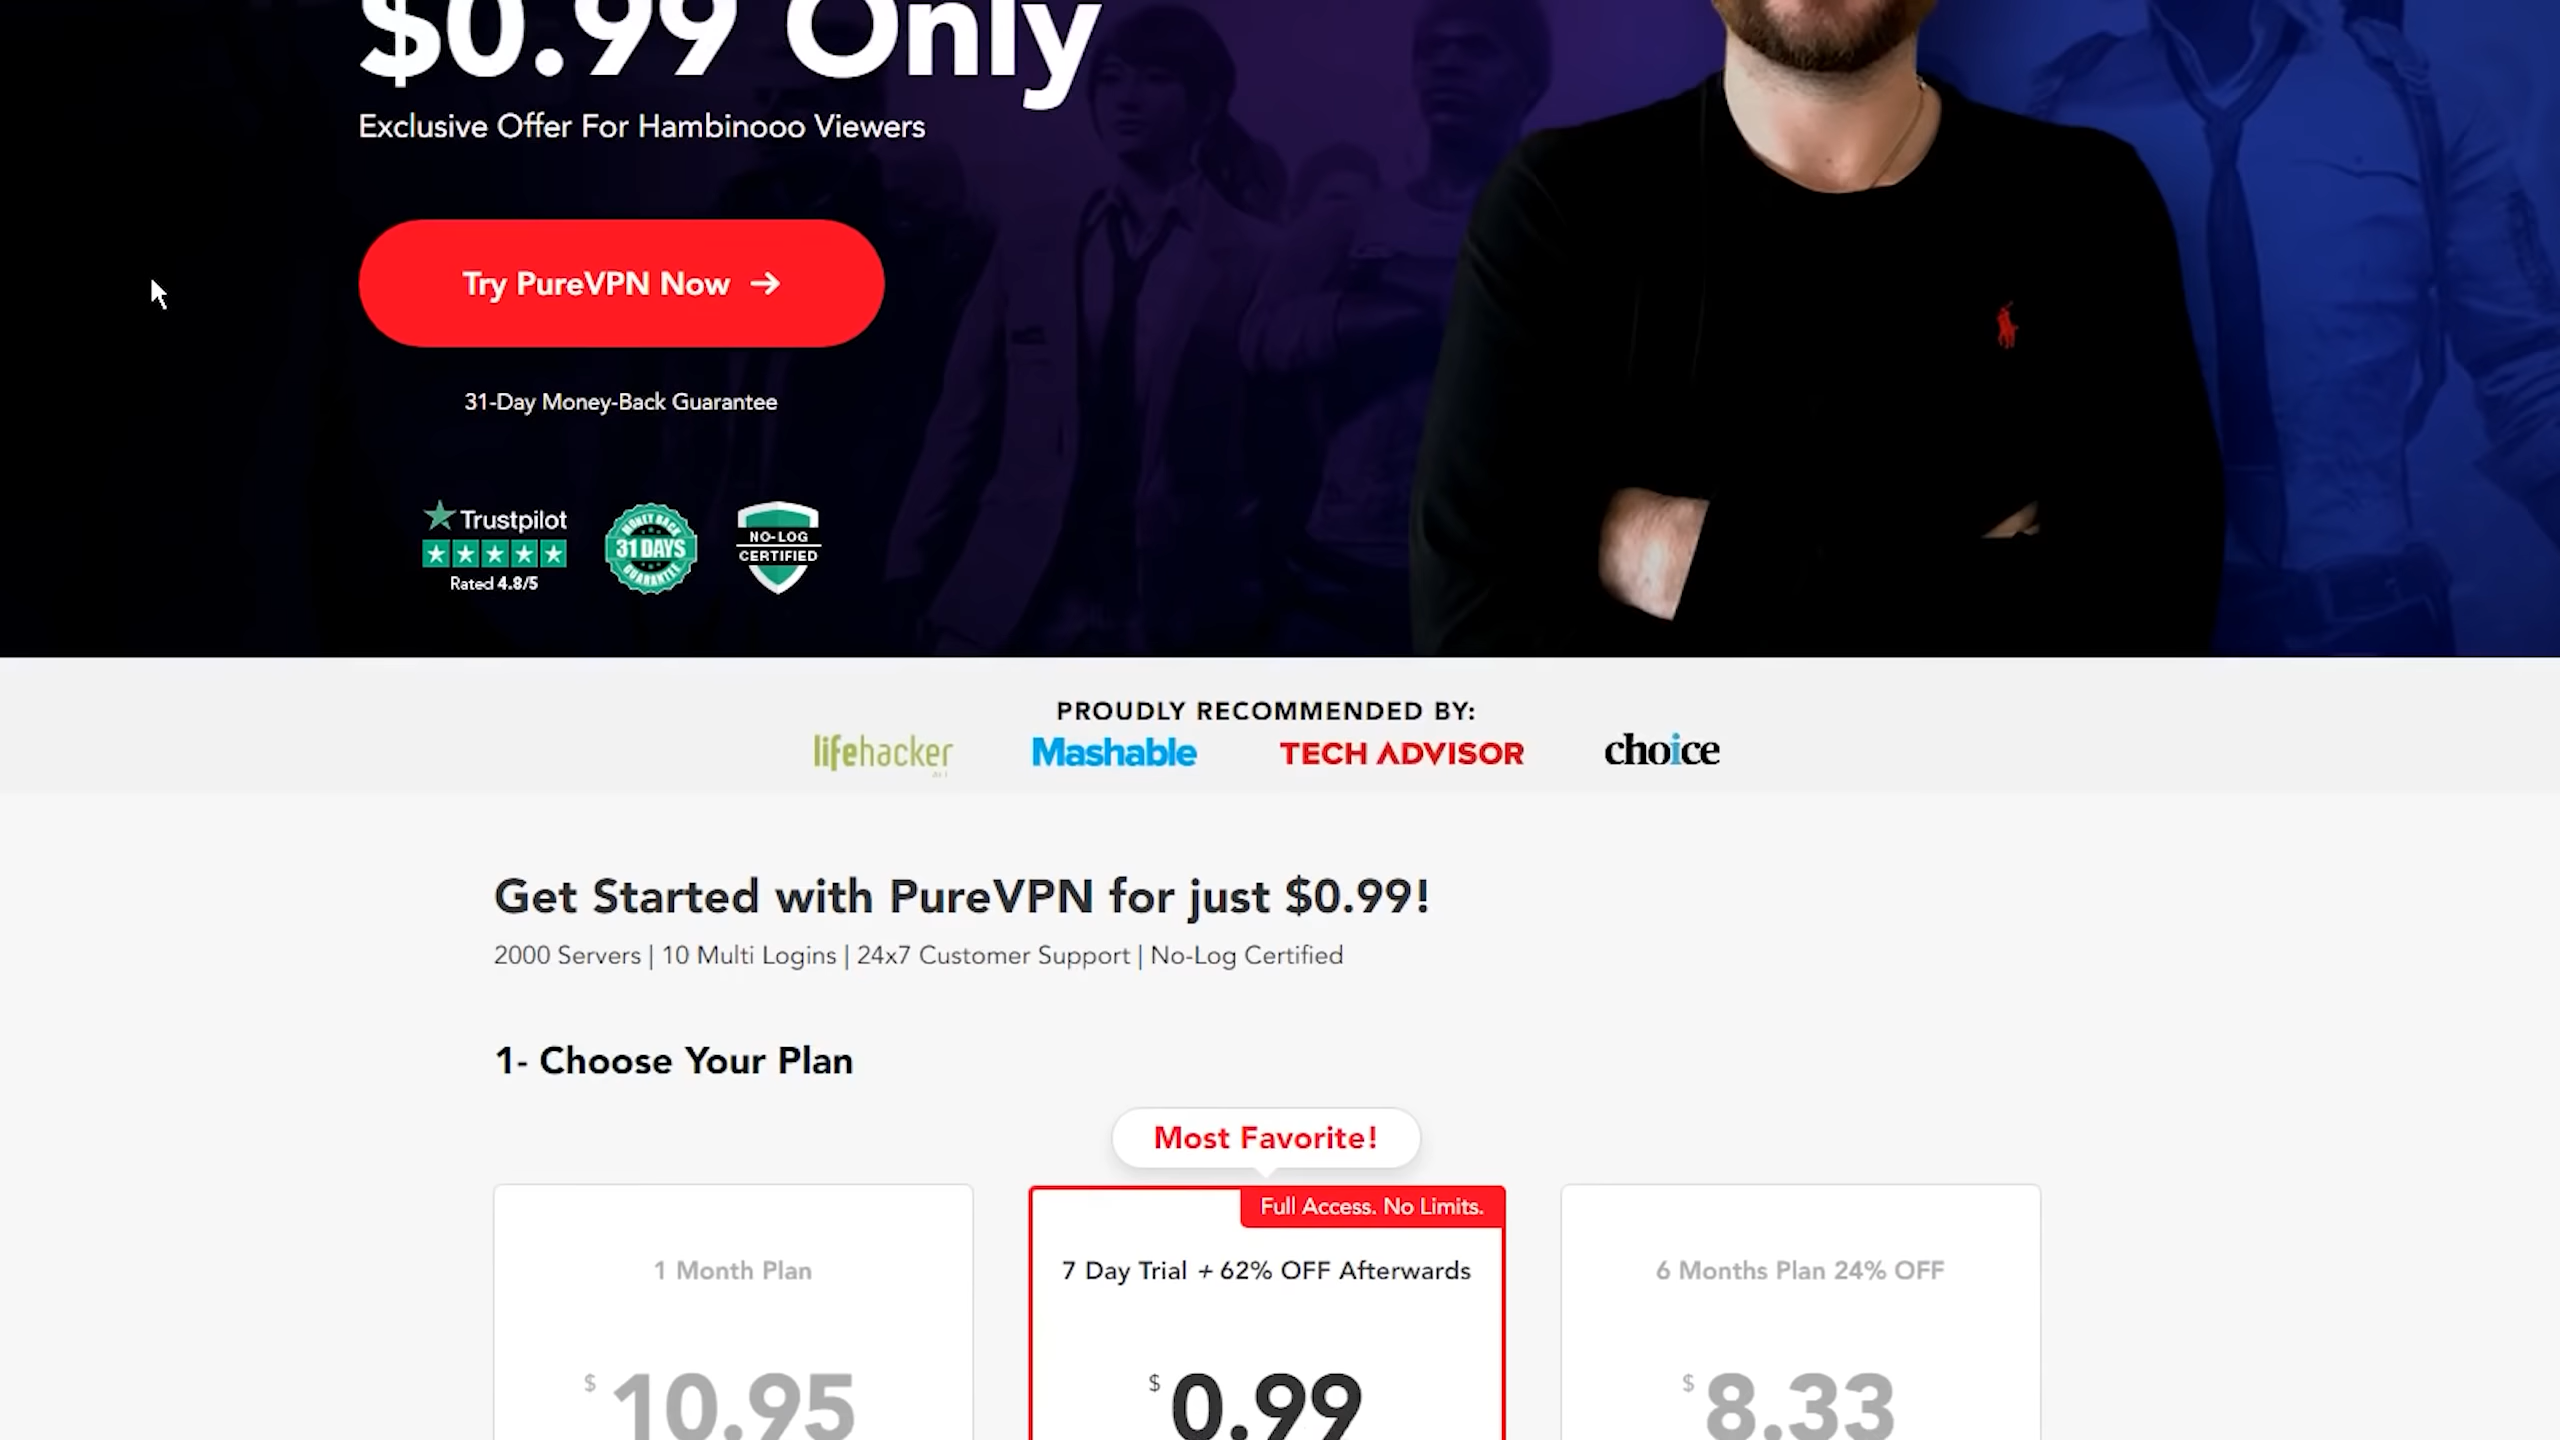 $0.99 Only
Exclusive Offer For Hambinooo Viewers
Try PureVPN Now
31-Day Money-Back Guarantee
Trustpilot
Rated 4.8/5
MONEY BACK
31 DAYS
GUARANTEE
NO-LOG
CERTIFIED
PROUDLY RECOMMENDED BY:
lifehacker
Mashable
TECH ADVISOR
choice
Get Started with PureVPN for just $0.99!
2000 Servers | 10 Multi Logins | 24x7 Customer Support | No-Log Certified
1- Choose Your Plan
Most Favorite!
Full Access. No Limits.
1 Month Plan
7 Day Trial + 62% OFF Afterwards
6 Months Plan 24% OFF
$10.95
$0.99
$8.33